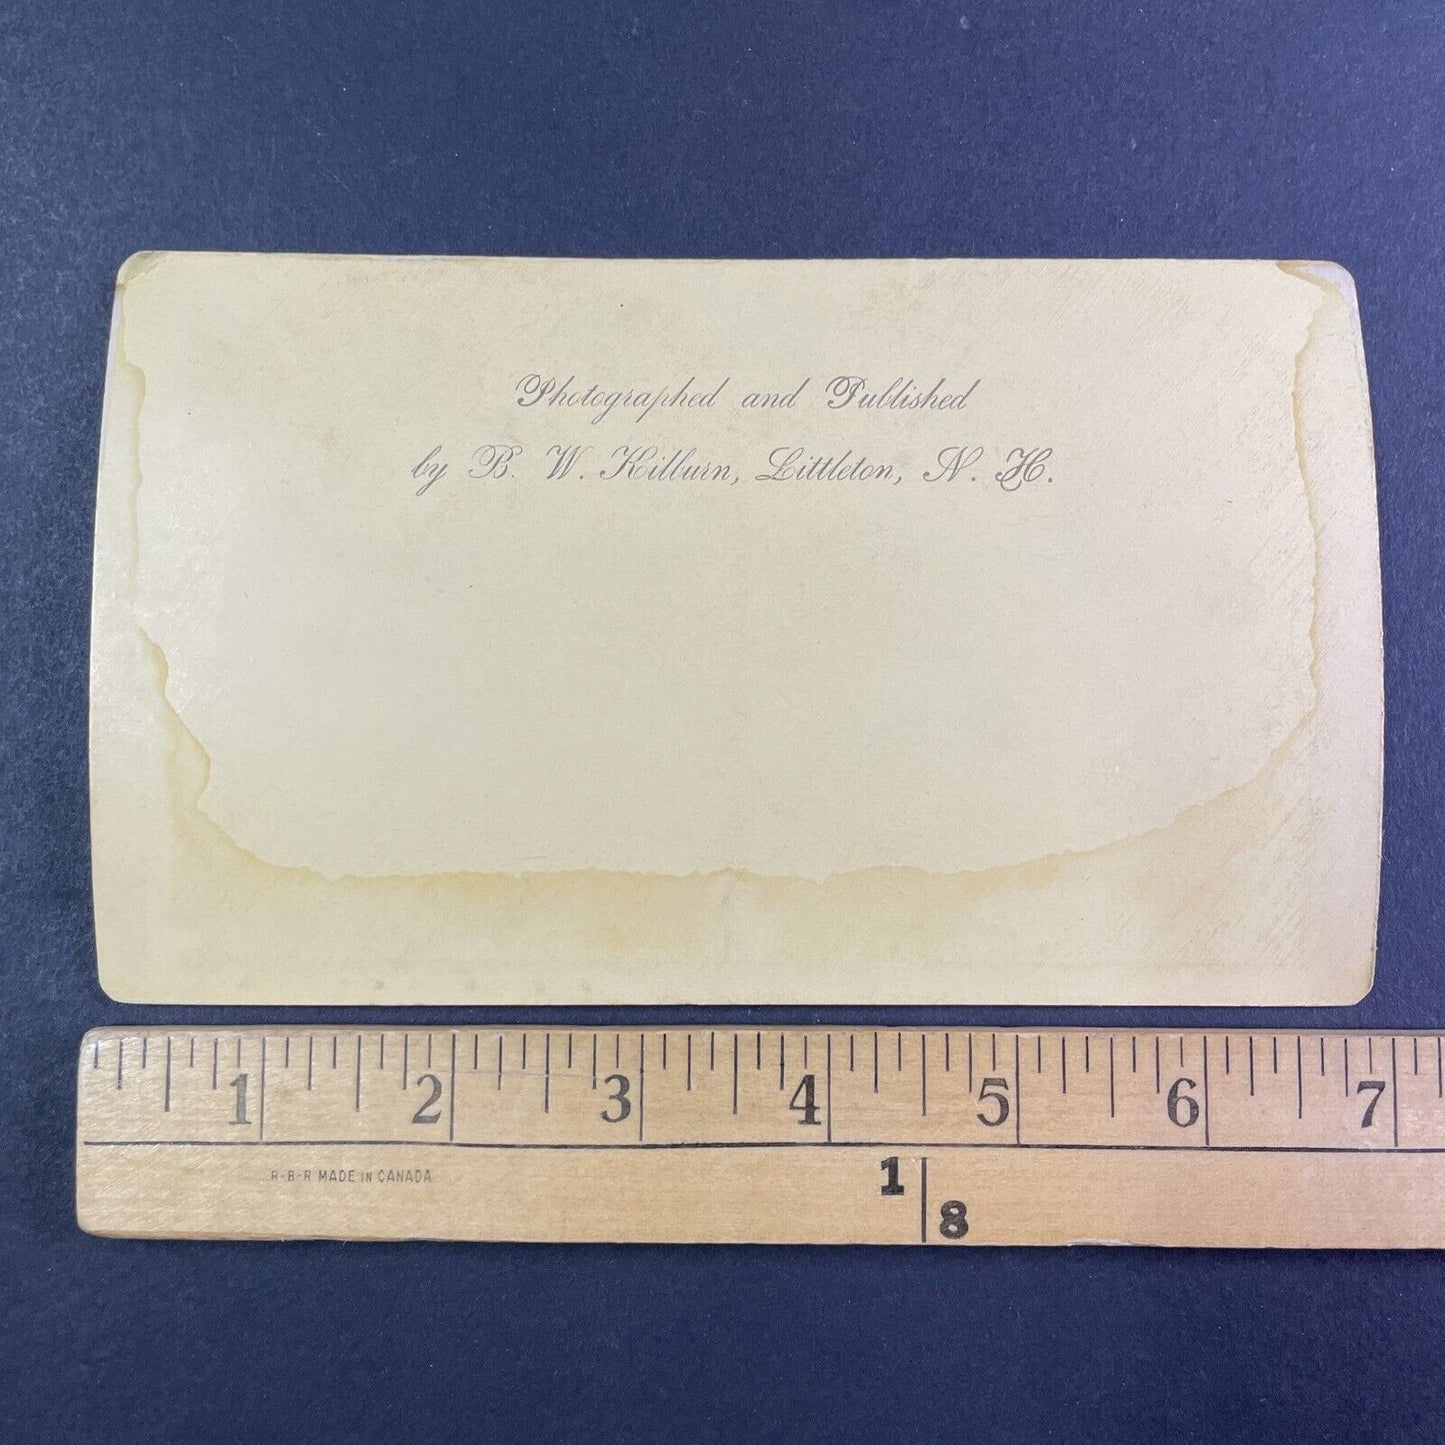 Photographed and Published
by B. W. Kilburn, Littleton, N. H.
1 2 3 4 5 6 7
R-B-R MADE IN CANADA
1
8